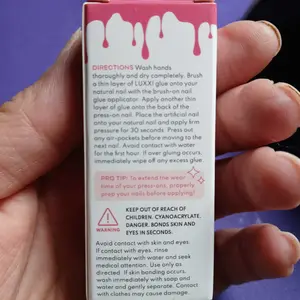 DIRECTIONS Wash hands
thoroughly and dry completely. Brush
a thin layer of LUXXI glue onto your
natural nail with the brush-on nail
glue applicator. Apply another thin
layer of glue onto the back of the
press-on nail. Place the artificial nail
onto your natural nail and apply firm
pressure for 30 seconds. Press out
any air-pockets before moving to the
next nail. Avoid contact with water
for the first hour. If over gluing occurs,
immediately wipe off any excess glue.
PRO TIP: To extend the wear
time of your press-ons, properly
prep your nails before applying!
WARNING
KEEP OUT OF REACH OF
CHILDREN. CYANOACRYLATE.
DANGER. BONDS SKIN AND
EYES IN SECONDS.
Avoid contact with skin and eyes.
If contact with eyes, rinse
immediately with water and seek
medical attention. Use only as
directed. If skin bonding occurs,
wash immediately with soap and
water and gently separate. Contact
with clothes may cause damage.